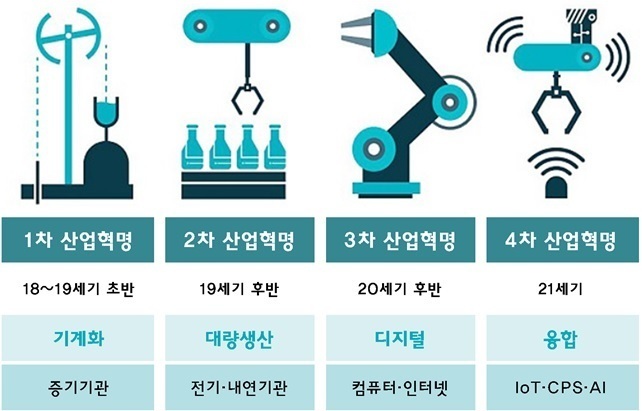 1차 산업혁명
2차 산업혁명
3차 산업혁명
4차 산업혁명
18~19세기 초반
19세기 후반
20세기 후반
21세기
기계화
대량생산
디지털
융합
증기기관
전기·내연기관
컴퓨터·인터넷
IoT·CPS·AI